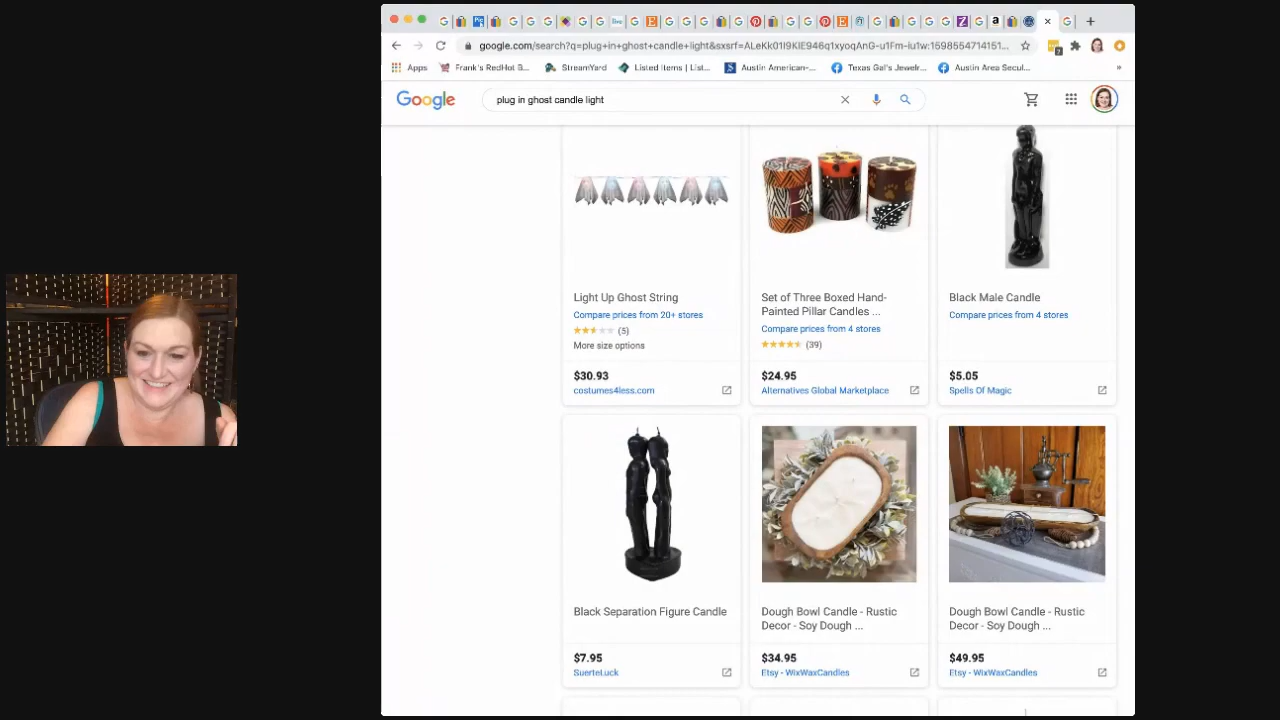 google.com/search?q=plug+in+ghost+candle+light&sxsrf=ALeKk01I9KIE946q1xyoqAnG-u1Fm-iu1w:1598554714151...
Apps
Frank's RedHot B...
StreamYard
Listed Items | List...
Austin American-...
Texas Gal's Jewelr...
Austin Area Secul...
»
Google
plug in ghost candle light
Light Up Ghost String
Compare prices from 20+ stores
(5)
More size options
$30.93
costumes4less.com
Set of Three Boxed Hand-
Painted Pillar Candles ...
Compare prices from 4 stores
(39)
$24.95
Alternatives Global Marketplace
Black Male Candle
Compare prices from 4 stores
$5.05
Spells Of Magic
Black Separation Figure Candle
$7.95
SuerteLuck
Dough Bowl Candle - Rustic
Decor - Soy Dough ...
$34.95
Etsy - WixWaxCandles
Dough Bowl Candle - Rustic
Decor - Soy Dough ...
$49.95
Etsy - WixWaxCandles